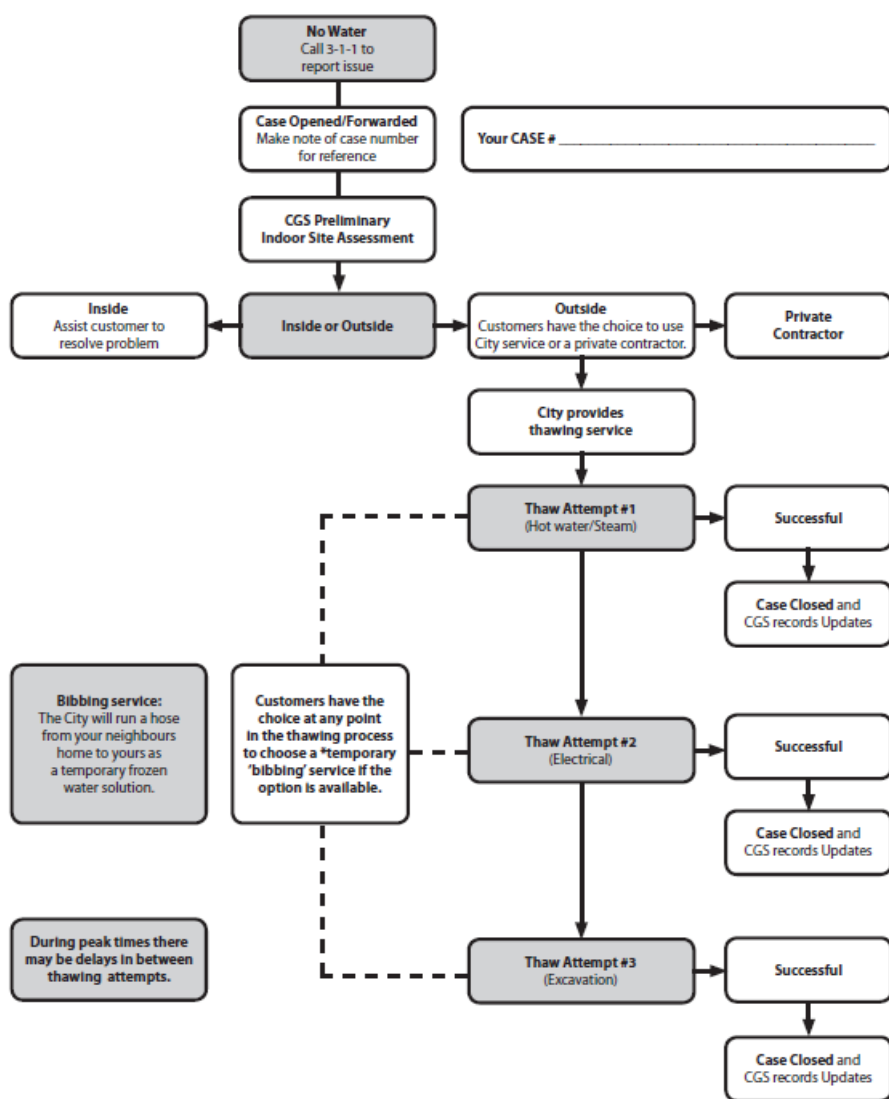 No Water
Call 3-1-1 to
report issue
Case Opened/Forwarded
Make note of case number
for reference
Your CASE # ______________________________________________
CGS Preliminary
Indoor Site Assessment
Inside
Assist customer to
resolve problem
Inside or Outside
Outside
Customers have the choice to use
City service or a private contractor.
Private
Contractor
City provides
thawing service
Thaw Attempt #1
(Hot water/Steam)
Successful
Case Closed and
CGS records Updates
Bibbing service:
The City will run a hose
from your neighbours
home to yours as
a temporary frozen
water solution.
Customers have the
choice at any point
in the thawing process
to choose a *temporary
‘bibbing’ service if the
option is available.
Thaw Attempt #2
(Electrical)
Successful
Case Closed and
CGS records Updates
During peak times there
may be delays in between
thawing attempts.
Thaw Attempt #3
(Excavation)
Successful
Case Closed and
CGS records Updates